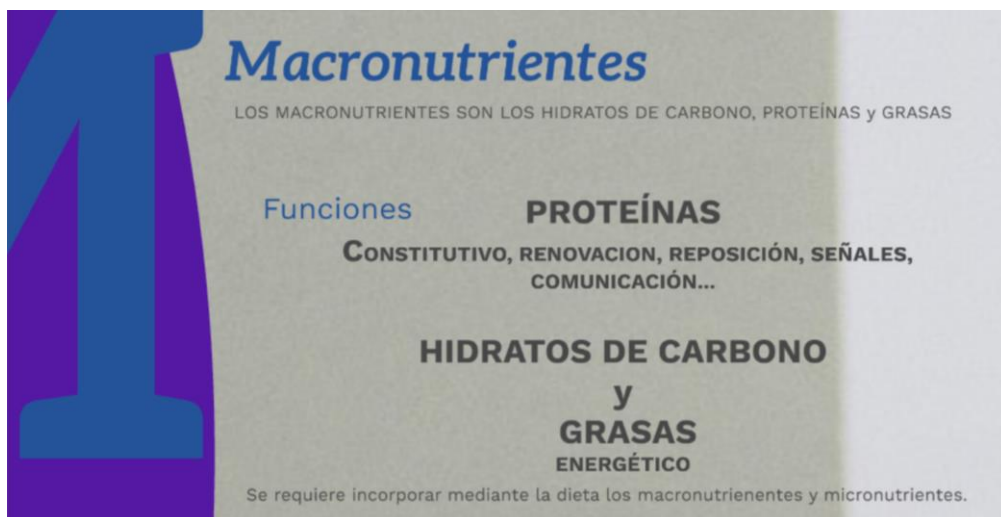 Macronutrientes
LOS MACRONUTRIENTES SON LOS HIDRATOS DE CARBONO, PROTEÍNAS y GRASAS
Funciones PROTEÍNAS
CONSTITUTIVO, RENOVACION, REPOSICIÓN, SEÑALES,
COMUNICACIÓN...
HIDRATOS DE CARBONO
y
GRASAS
ENERGÉTICO
Se requiere incorporar mediante la dieta los macronutrienentes y micronutrientes.